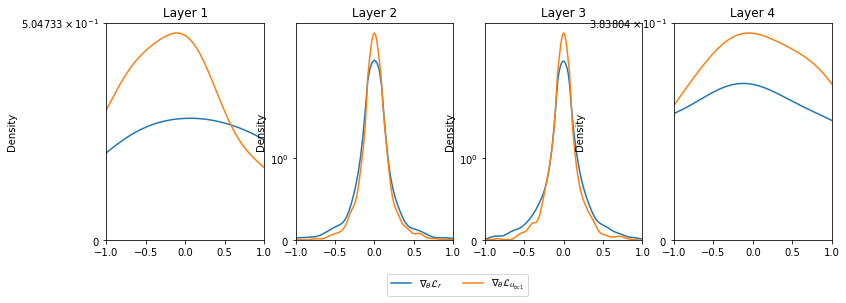 Layer 1 Layer 2 Layer 3 Layer 4
5.04733 × 10⁻¹ 3.83804 × 10⁻¹
Density Density Density Density
10⁰ 10⁰
0 0 0 0
−1.0 −0.5 0.0 0.5 1.0 −1.0 −0.5 0.0 0.5 1.0 −1.0 −0.5 0.0 0.5 1.0 −1.0 −0.5 0.0 0.5 1.0
∇θℒr ∇θℒu_bc1